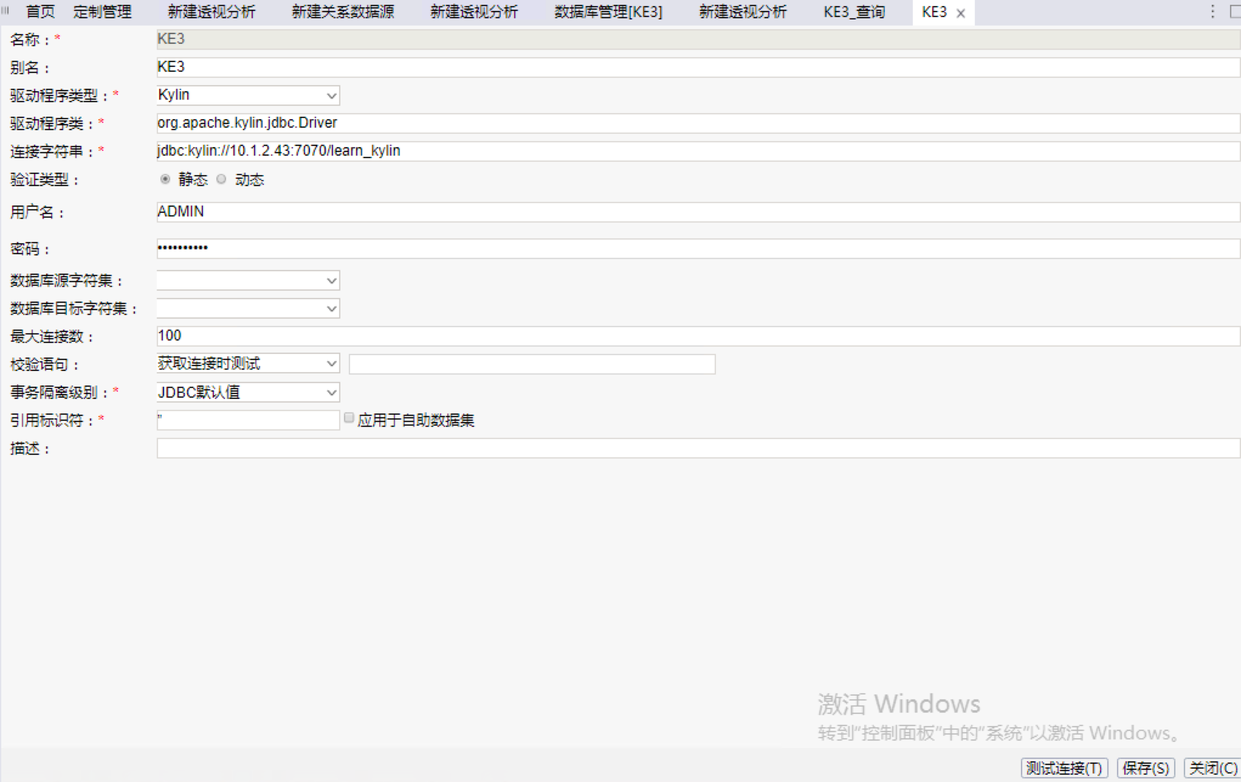 首页 定制管理 新建透视分析 新建关系数据源 新建透视分析 数据库管理[KE3] 新建透视分析 KE3_查询 KE3 ×
名称：* KE3
别名： KE3
驱动程序类型：* Kylin
驱动程序类：* org.apache.kylin.jdbc.Driver
连接字符串：* jdbc:kylin://10.1.2.43:7070/learn_kylin
验证类型： 静态 动态
用户名： ADMIN
密码： ••••••••••
数据库源字符集：
数据库目标字符集：
最大连接数： 100
校验语句： 获取连接时测试
事务隔离级别：* JDBC默认值
引用标识符：* " 应用于自助数据集
描述：
激活 Windows
转到"控制面板"中的"系统"以激活 Windows。
测试连接(T) 保存(S) 关闭(C)